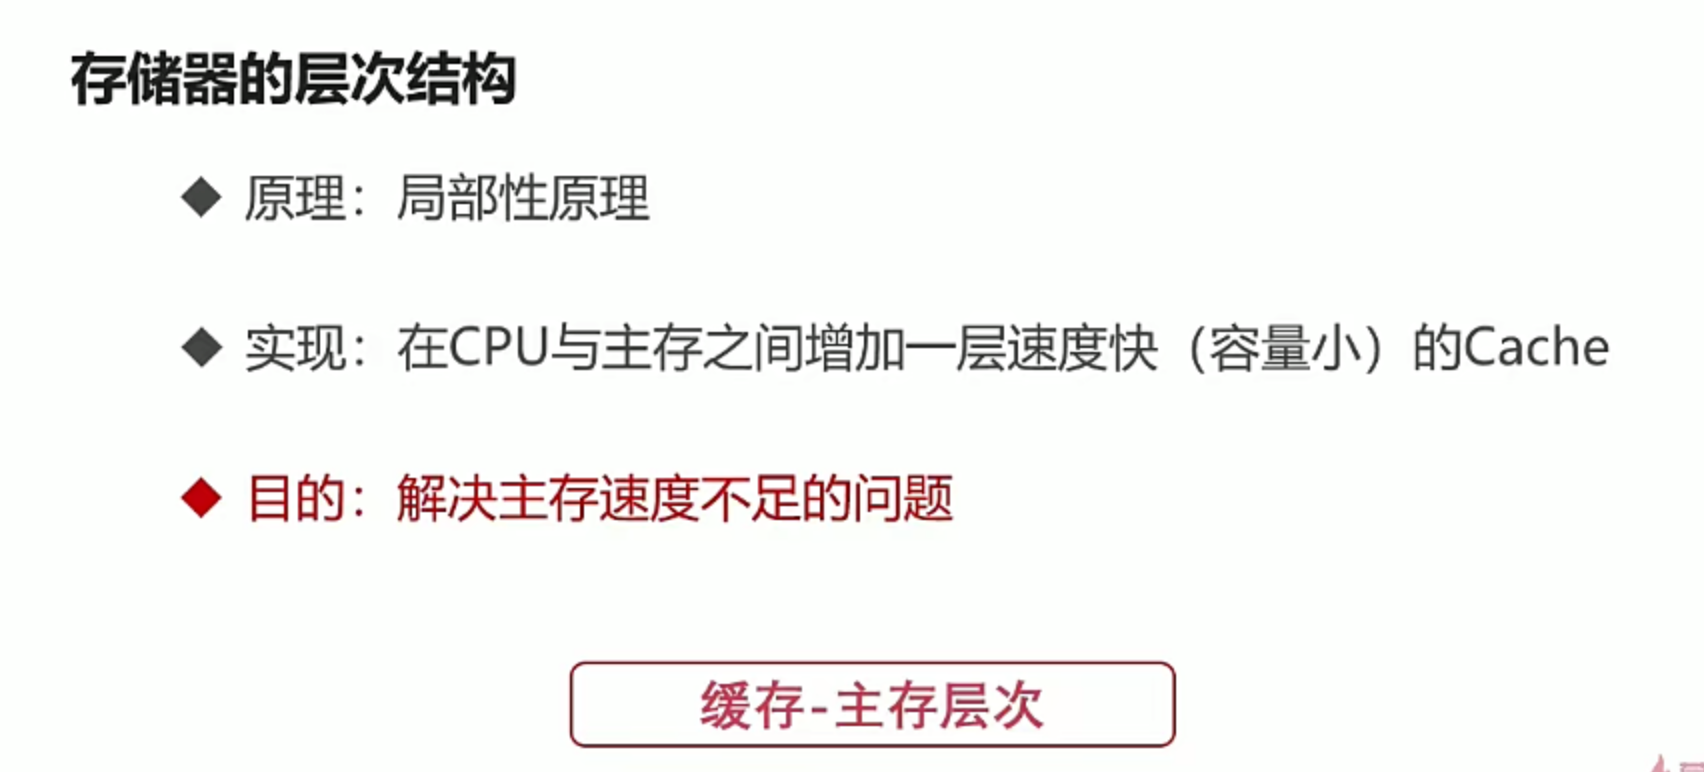 存储器的层次结构
原理：局部性原理
实现：在CPU与主存之间增加一层速度快（容量小）的Cache
目的：解决主存速度不足的问题
缓存-主存层次